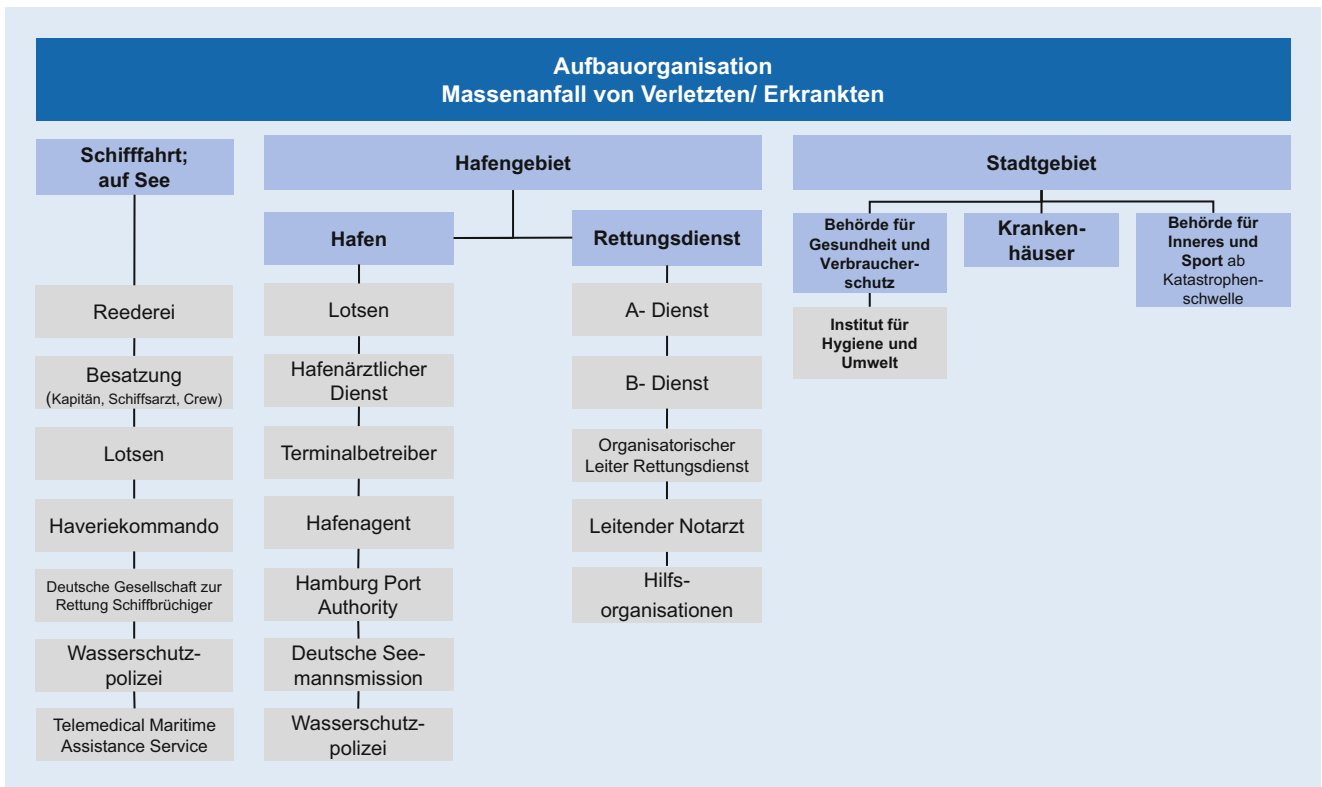 Aufbauorganisation
Massenanfall von Verletzten/ Erkrankten
Schifffahrt;
auf See
Reederei
Besatzung
(Kapitän, Schiffsarzt, Crew)
Lotsen
Haveriekommando
Deutsche Gesellschaft zur
Rettung Schiffbrüchiger
Wasserschutz-
polizei
Telemedical Maritime
Assistance Service
Hafengebiet
Hafen
Lotsen
Hafenärztlicher
Dienst
Terminalbetreiber
Hafenagent
Hamburg Port
Authority
Deutsche See-
mannsmission
Wasserschutz-
polizei
Rettungsdienst
A- Dienst
B- Dienst
Organisatorischer
Leiter Rettungsdienst
Leitender Notarzt
Hilfs-
organisationen
Stadtgebiet
Behörde für
Gesundheit und
Verbraucher-
schutz
Institut für
Hygiene und
Umwelt
Kranken-
häuser
Behörde für
Inneres und
Sport ab
Katastrophen-
schwelle